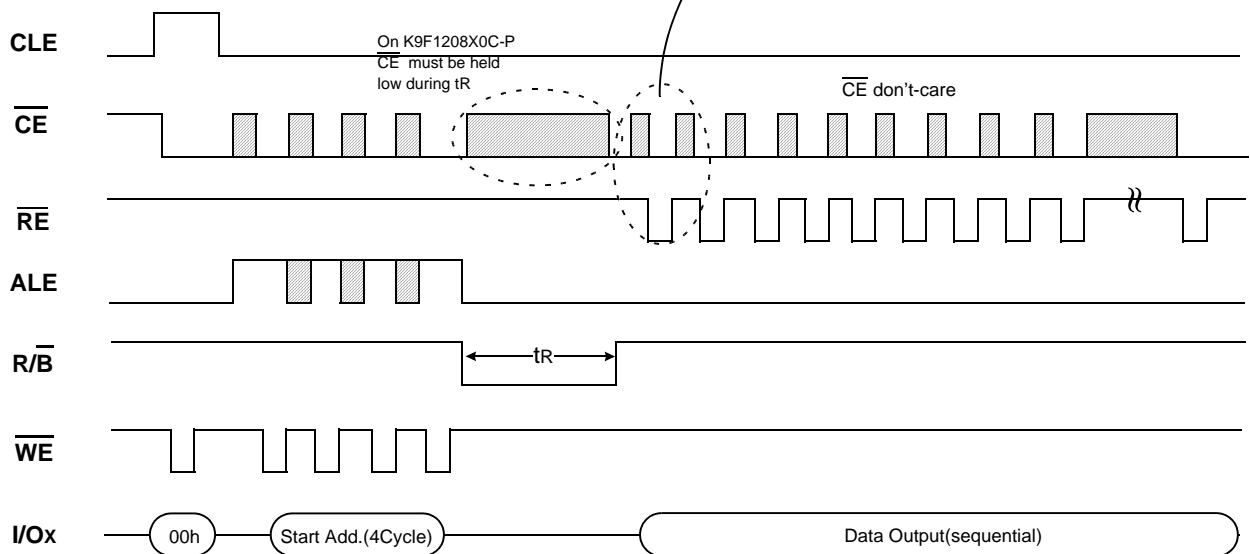 CLE
On K9F1208X0C-P
CE must be held
low during tR
CE don't-care
CE
RE
ALE
R/B
tR
WE
I/Ox
00h
Start Add.(4Cycle)
Data Output(sequential)